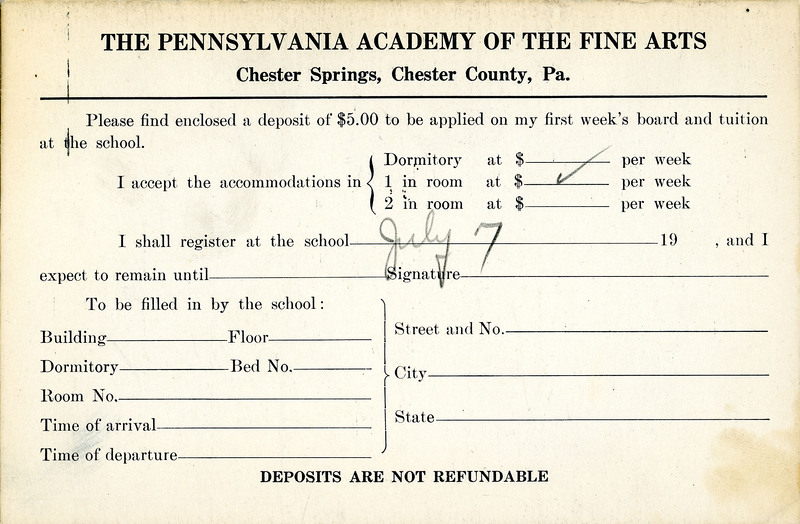 THE PENNSYLVANIA ACADEMY OF THE FINE ARTS
Chester Springs, Chester County, Pa.
Please find enclosed a deposit of $5.00 to be applied on my first week's board and tuition
at the school.
I accept the accommodations in { Dormitory at $ per week
1 in room at $ ✓ per week
2 in room at $ per week
I shall register at the school July 7 19 , and I
expect to remain until Signature
To be filled in by the school:
Building Floor
Dormitory Bed No.
Room No.
Time of arrival
Time of departure
Street and No.
City
State
DEPOSITS ARE NOT REFUNDABLE